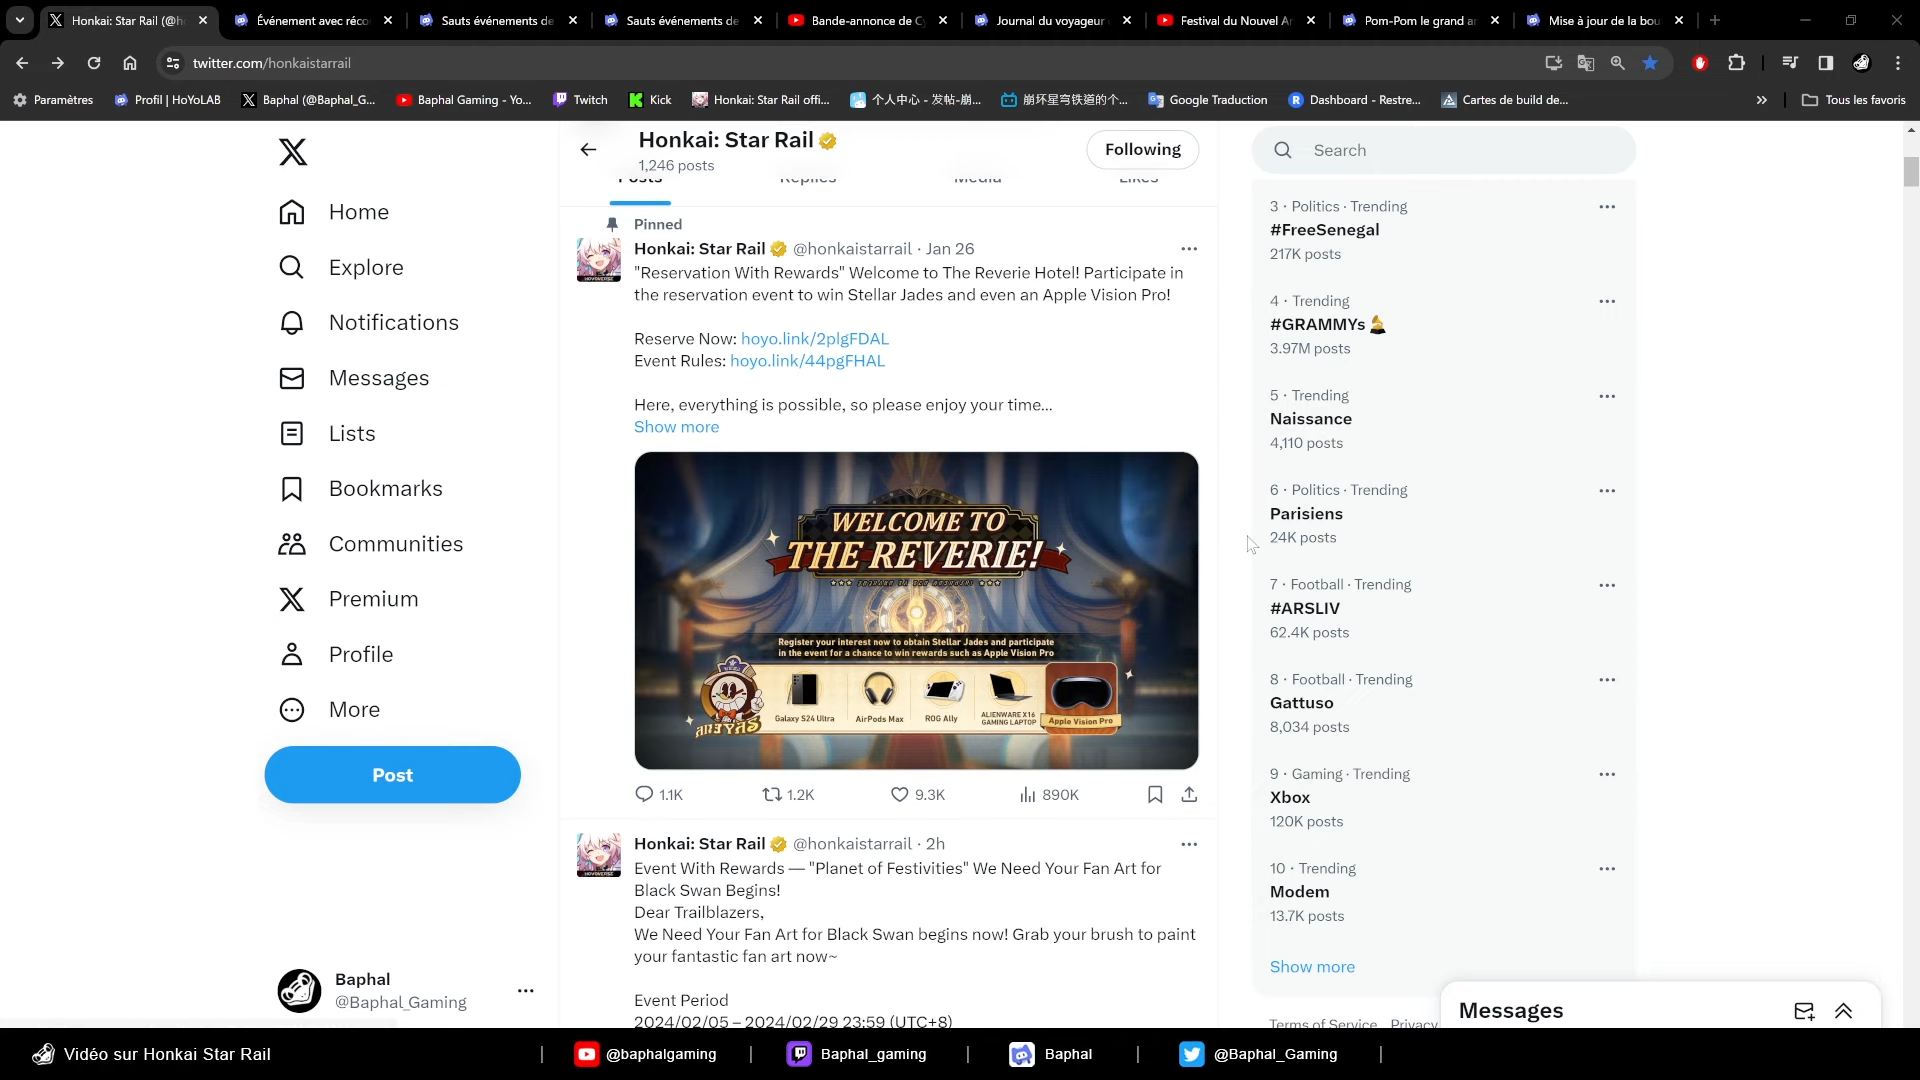 Honkai: Star Rail (@h
Événement avec réco
Sauts événements de
Sauts événements de
Bande-annonce de C
Journal du voyageur
Festival du Nouvel A
Pom-Pom le grand a
Mise à jour de la bou
twitter.com/honkaistarrail
Paramètres
Profil | HoYoLAB
Baphal (@Baphal_G...
Baphal Gaming - Yo...
Twitch
Kick
Honkai: Star Rail offi...
个人中心 - 发帖-崩...
崩坏星穹铁道的个...
Google Traduction
Dashboard - Restre...
Cartes de build de...
Tous les favoris
Home
Explore
Notifications
Messages
Lists
Bookmarks
Communities
Premium
Profile
More
Post
Baphal
@Baphal_Gaming
Honkai: Star Rail
1,246 posts
Following
Posts
Replies
Media
Likes
Pinned
Honkai: Star Rail @honkaistarrail · Jan 26
"Reservation With Rewards" Welcome to The Reverie Hotel! Participate in
the reservation event to win Stellar Jades and even an Apple Vision Pro!
Reserve Now: hoyo.link/2plgFDAL
Event Rules: hoyo.link/44pgFHAL
Here, everything is possible, so please enjoy your time...
Show more
WELCOME TO
THE REVERIE!
Register your interest now to obtain Stellar Jades and participate
in the event for a chance to win rewards such as Apple Vision Pro
Galaxy S24 Ultra
AirPods Max
ROG Ally
ALIENWARE X16
GAMING LAPTOP
Apple Vision Pro
1.1K
1.2K
9.3K
890K
Honkai: Star Rail @honkaistarrail · 2h
Event With Rewards — "Planet of Festivities" We Need Your Fan Art for
Black Swan Begins!
Dear Trailblazers,
We Need Your Fan Art for Black Swan begins now! Grab your brush to paint
your fantastic fan art now~
Event Period
2024/02/05 – 2024/02/29 23:59 (UTC+8)
Search
3 · Politics · Trending
#FreeSenegal
217K posts
4 · Trending
#GRAMMYs
3.97M posts
5 · Trending
Naissance
4,110 posts
6 · Politics · Trending
Parisiens
24K posts
7 · Football · Trending
#ARSLIV
62.4K posts
8 · Football · Trending
Gattuso
8,034 posts
9 · Gaming · Trending
Xbox
120K posts
10 · Trending
Modem
13.7K posts
Show more
Terms of Service Privacy
Messages
Vidéo sur Honkai Star Rail
@baphalgaming
Baphal_gaming
Baphal
@Baphal_Gaming